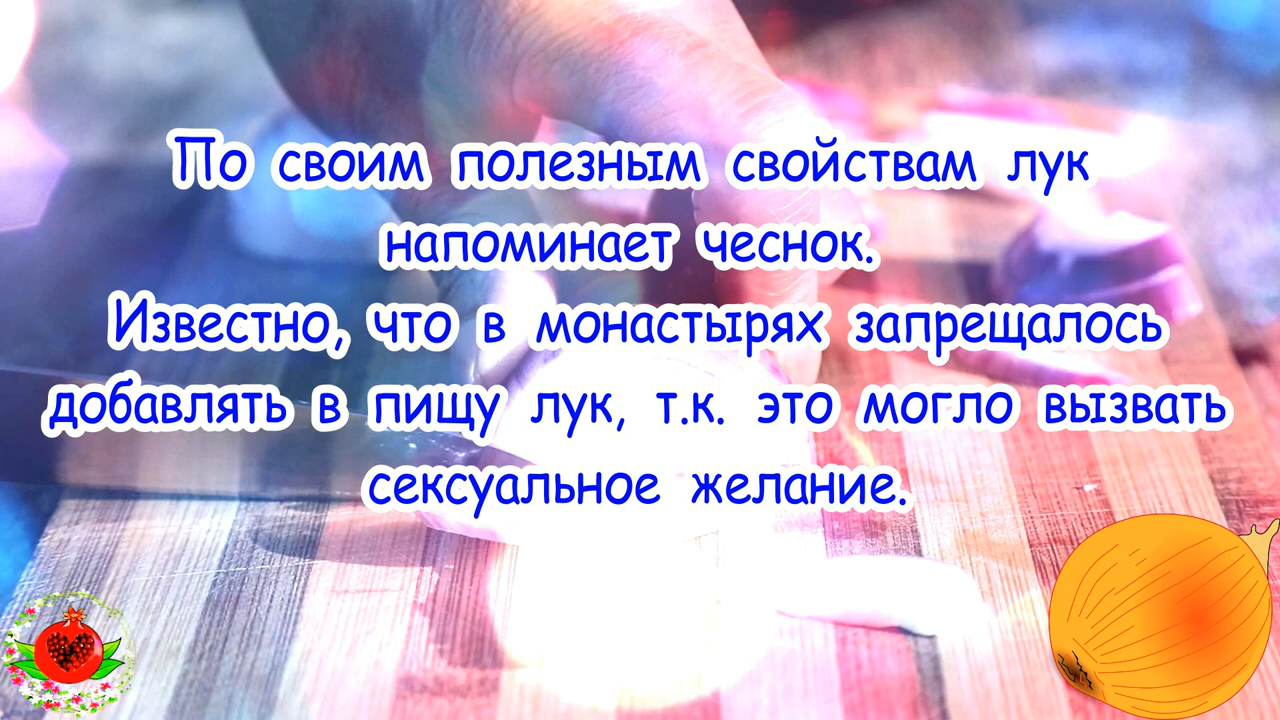 По своим полезным свойствам лук
напоминает чеснок.
Известно, что в монастырях запрещалось
добавлять в пищу лук, т.к. это могло вызвать
сексуальное желание.